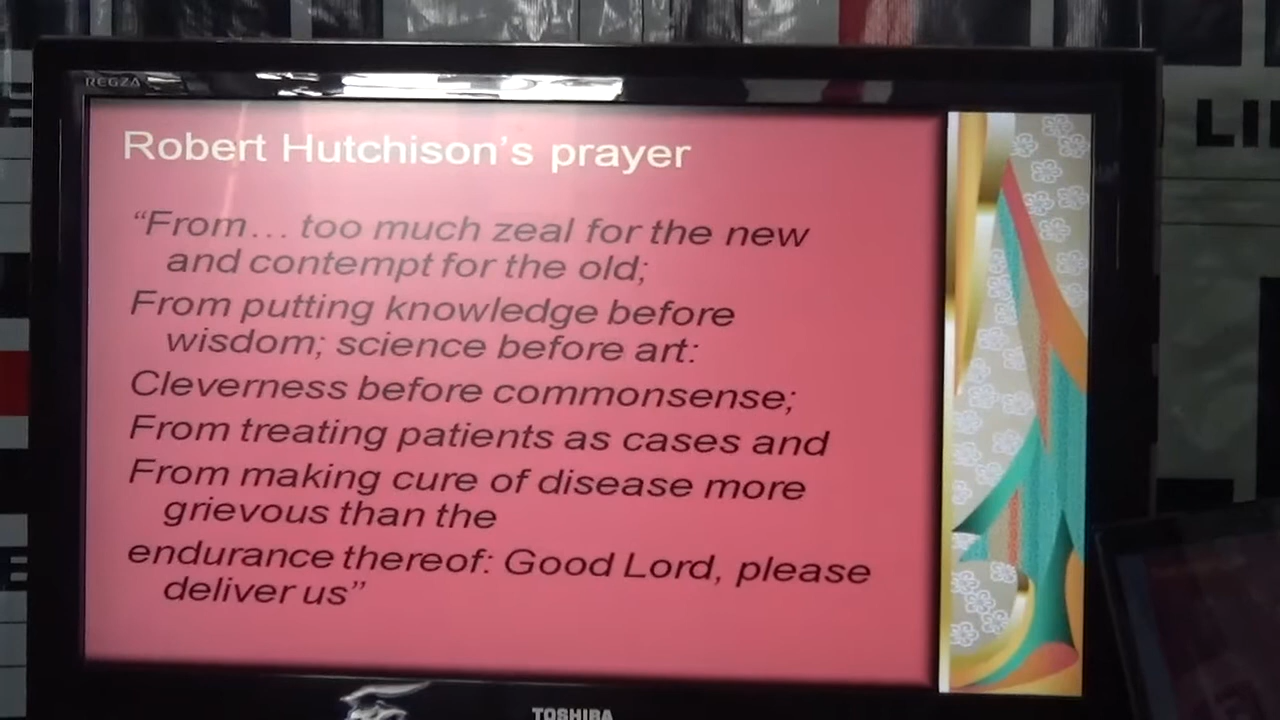 REGZA
Robert Hutchison's prayer
“From... too much zeal for the new
and contempt for the old;
From putting knowledge before
wisdom; science before art:
Cleverness before commonsense;
From treating patients as cases and
From making cure of disease more
grievous than the
endurance thereof: Good Lord, please
deliver us”
TOSHIBA